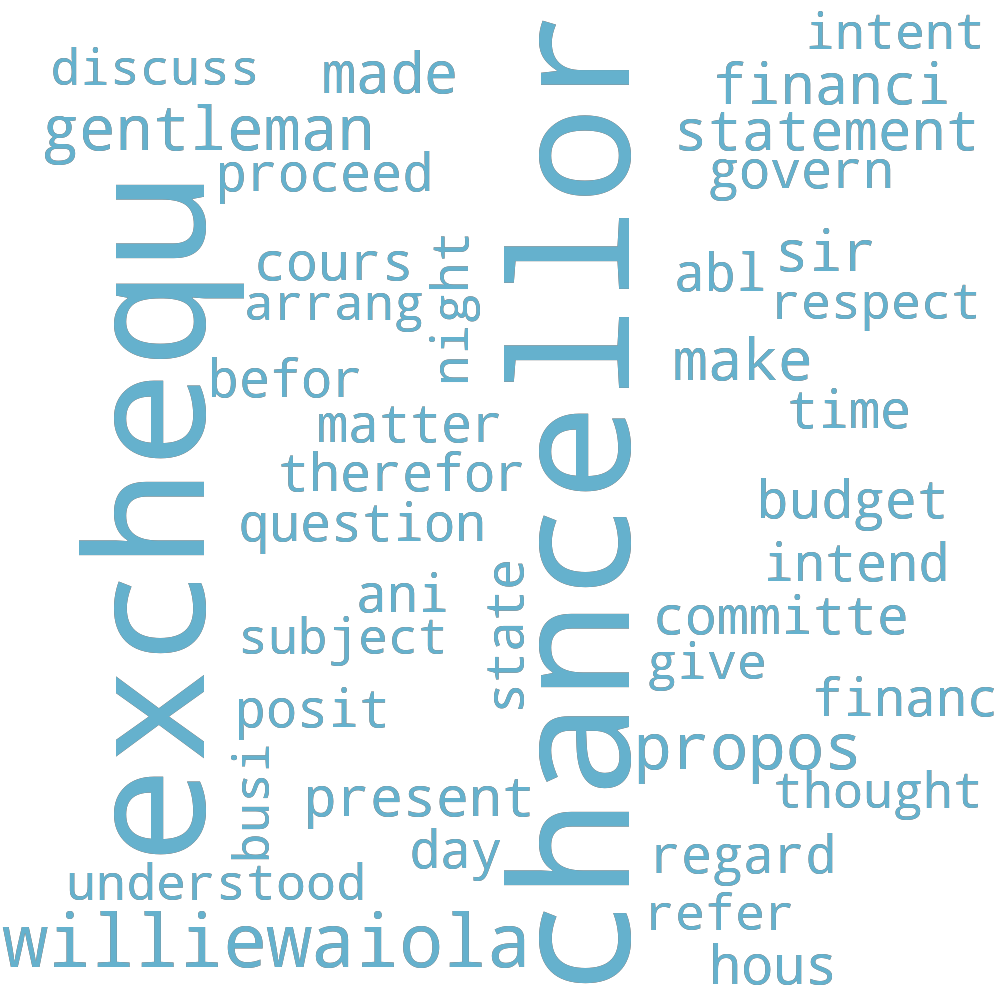 intent
discuss
made
financi
gentleman
statement
proceed
govern
exchequ
chancellor
cours
night
sir
abl
arrang
respect
befor
make
matter
time
therefor
question
budget
ani
state
intend
subject
committe
give
posit
financ
propos
busi
present
thought
day
regard
understood
refer
williewaiola
hous